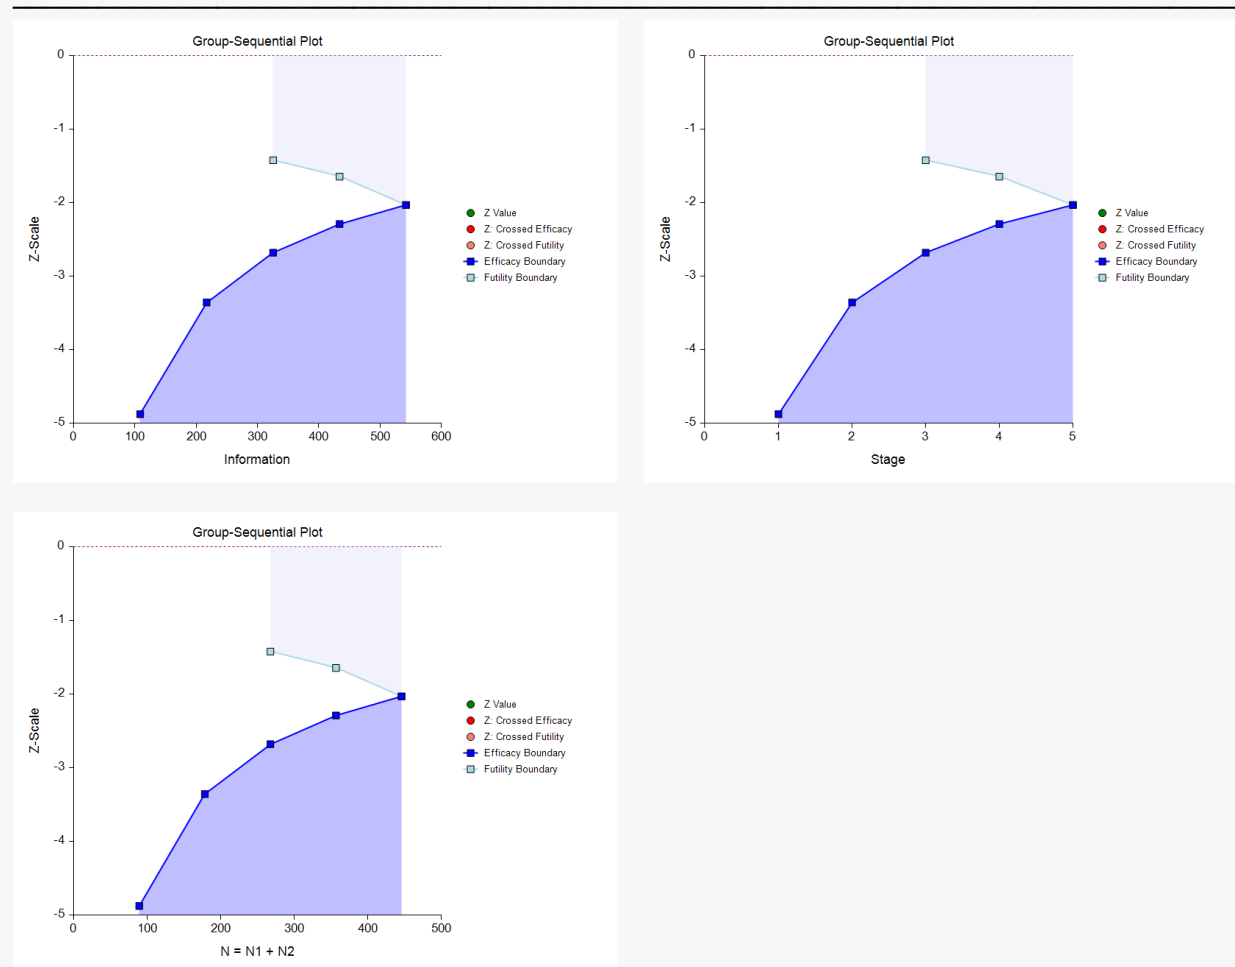 Group-Sequential Plot
0
-1
-2
-3
-4
-5
Z-Scale
0 100 200 300 400 500 600
Information
Z Value
Z: Crossed Efficacy
Z: Crossed Futility
Efficacy Boundary
Futility Boundary
Group-Sequential Plot
0
-1
-2
-3
-4
-5
Z-Scale
0 1 2 3 4 5
Stage
Z Value
Z: Crossed Efficacy
Z: Crossed Futility
Efficacy Boundary
Futility Boundary
Group-Sequential Plot
0
-1
-2
-3
-4
-5
Z-Scale
0 100 200 300 400 500
N = N1 + N2
Z Value
Z: Crossed Efficacy
Z: Crossed Futility
Efficacy Boundary
Futility Boundary